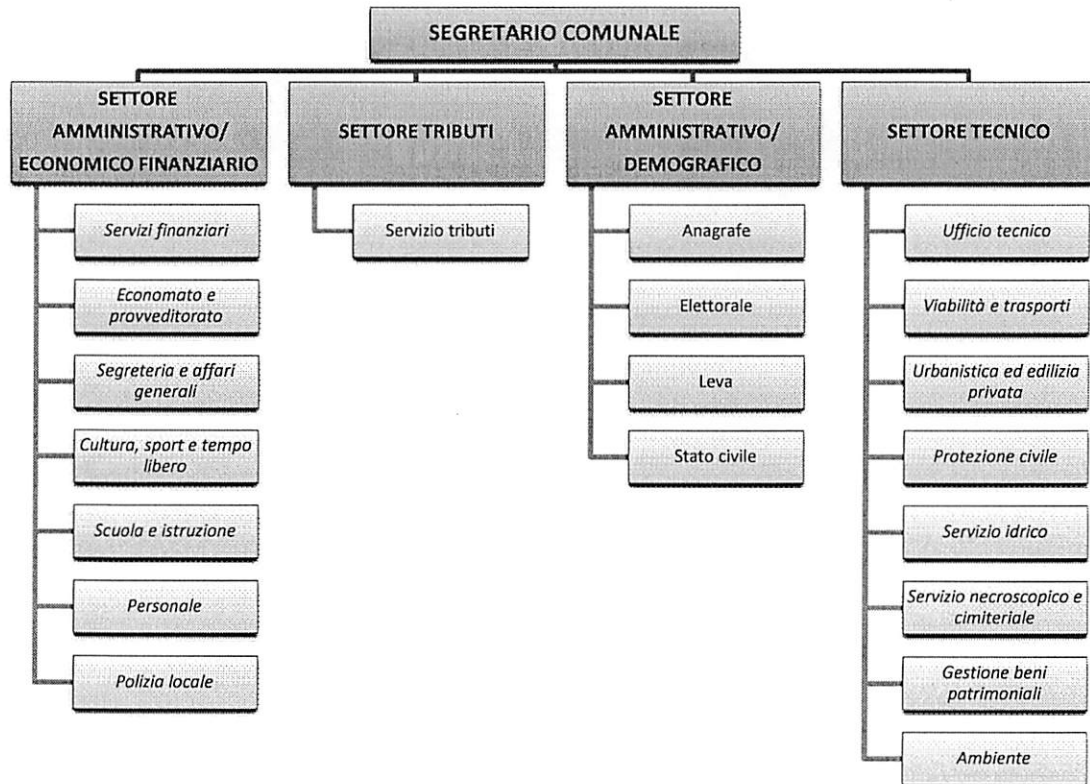 SEGRETARIO COMUNALE
SETTORE
AMMINISTRATIVO/
ECONOMICO FINANZIARIO
Servizi finanziari
Economato e
provveditorato
Segreteria e affari
generali
Cultura, sport e tempo
libero
Scuola e istruzione
Personale
Polizia locale
SETTORE TRIBUTI
Servizio tributi
SETTORE
AMMINISTRATIVO/
DEMOGRAFICO
Anagrafe
Elettorale
Leva
Stato civile
SETTORE TECNICO
Ufficio tecnico
Viabilità e trasporti
Urbanistica ed edilizia
privata
Protezione civile
Servizio idrico
Servizio necroscopico e
cimiteriale
Gestione beni
patrimoniali
Ambiente